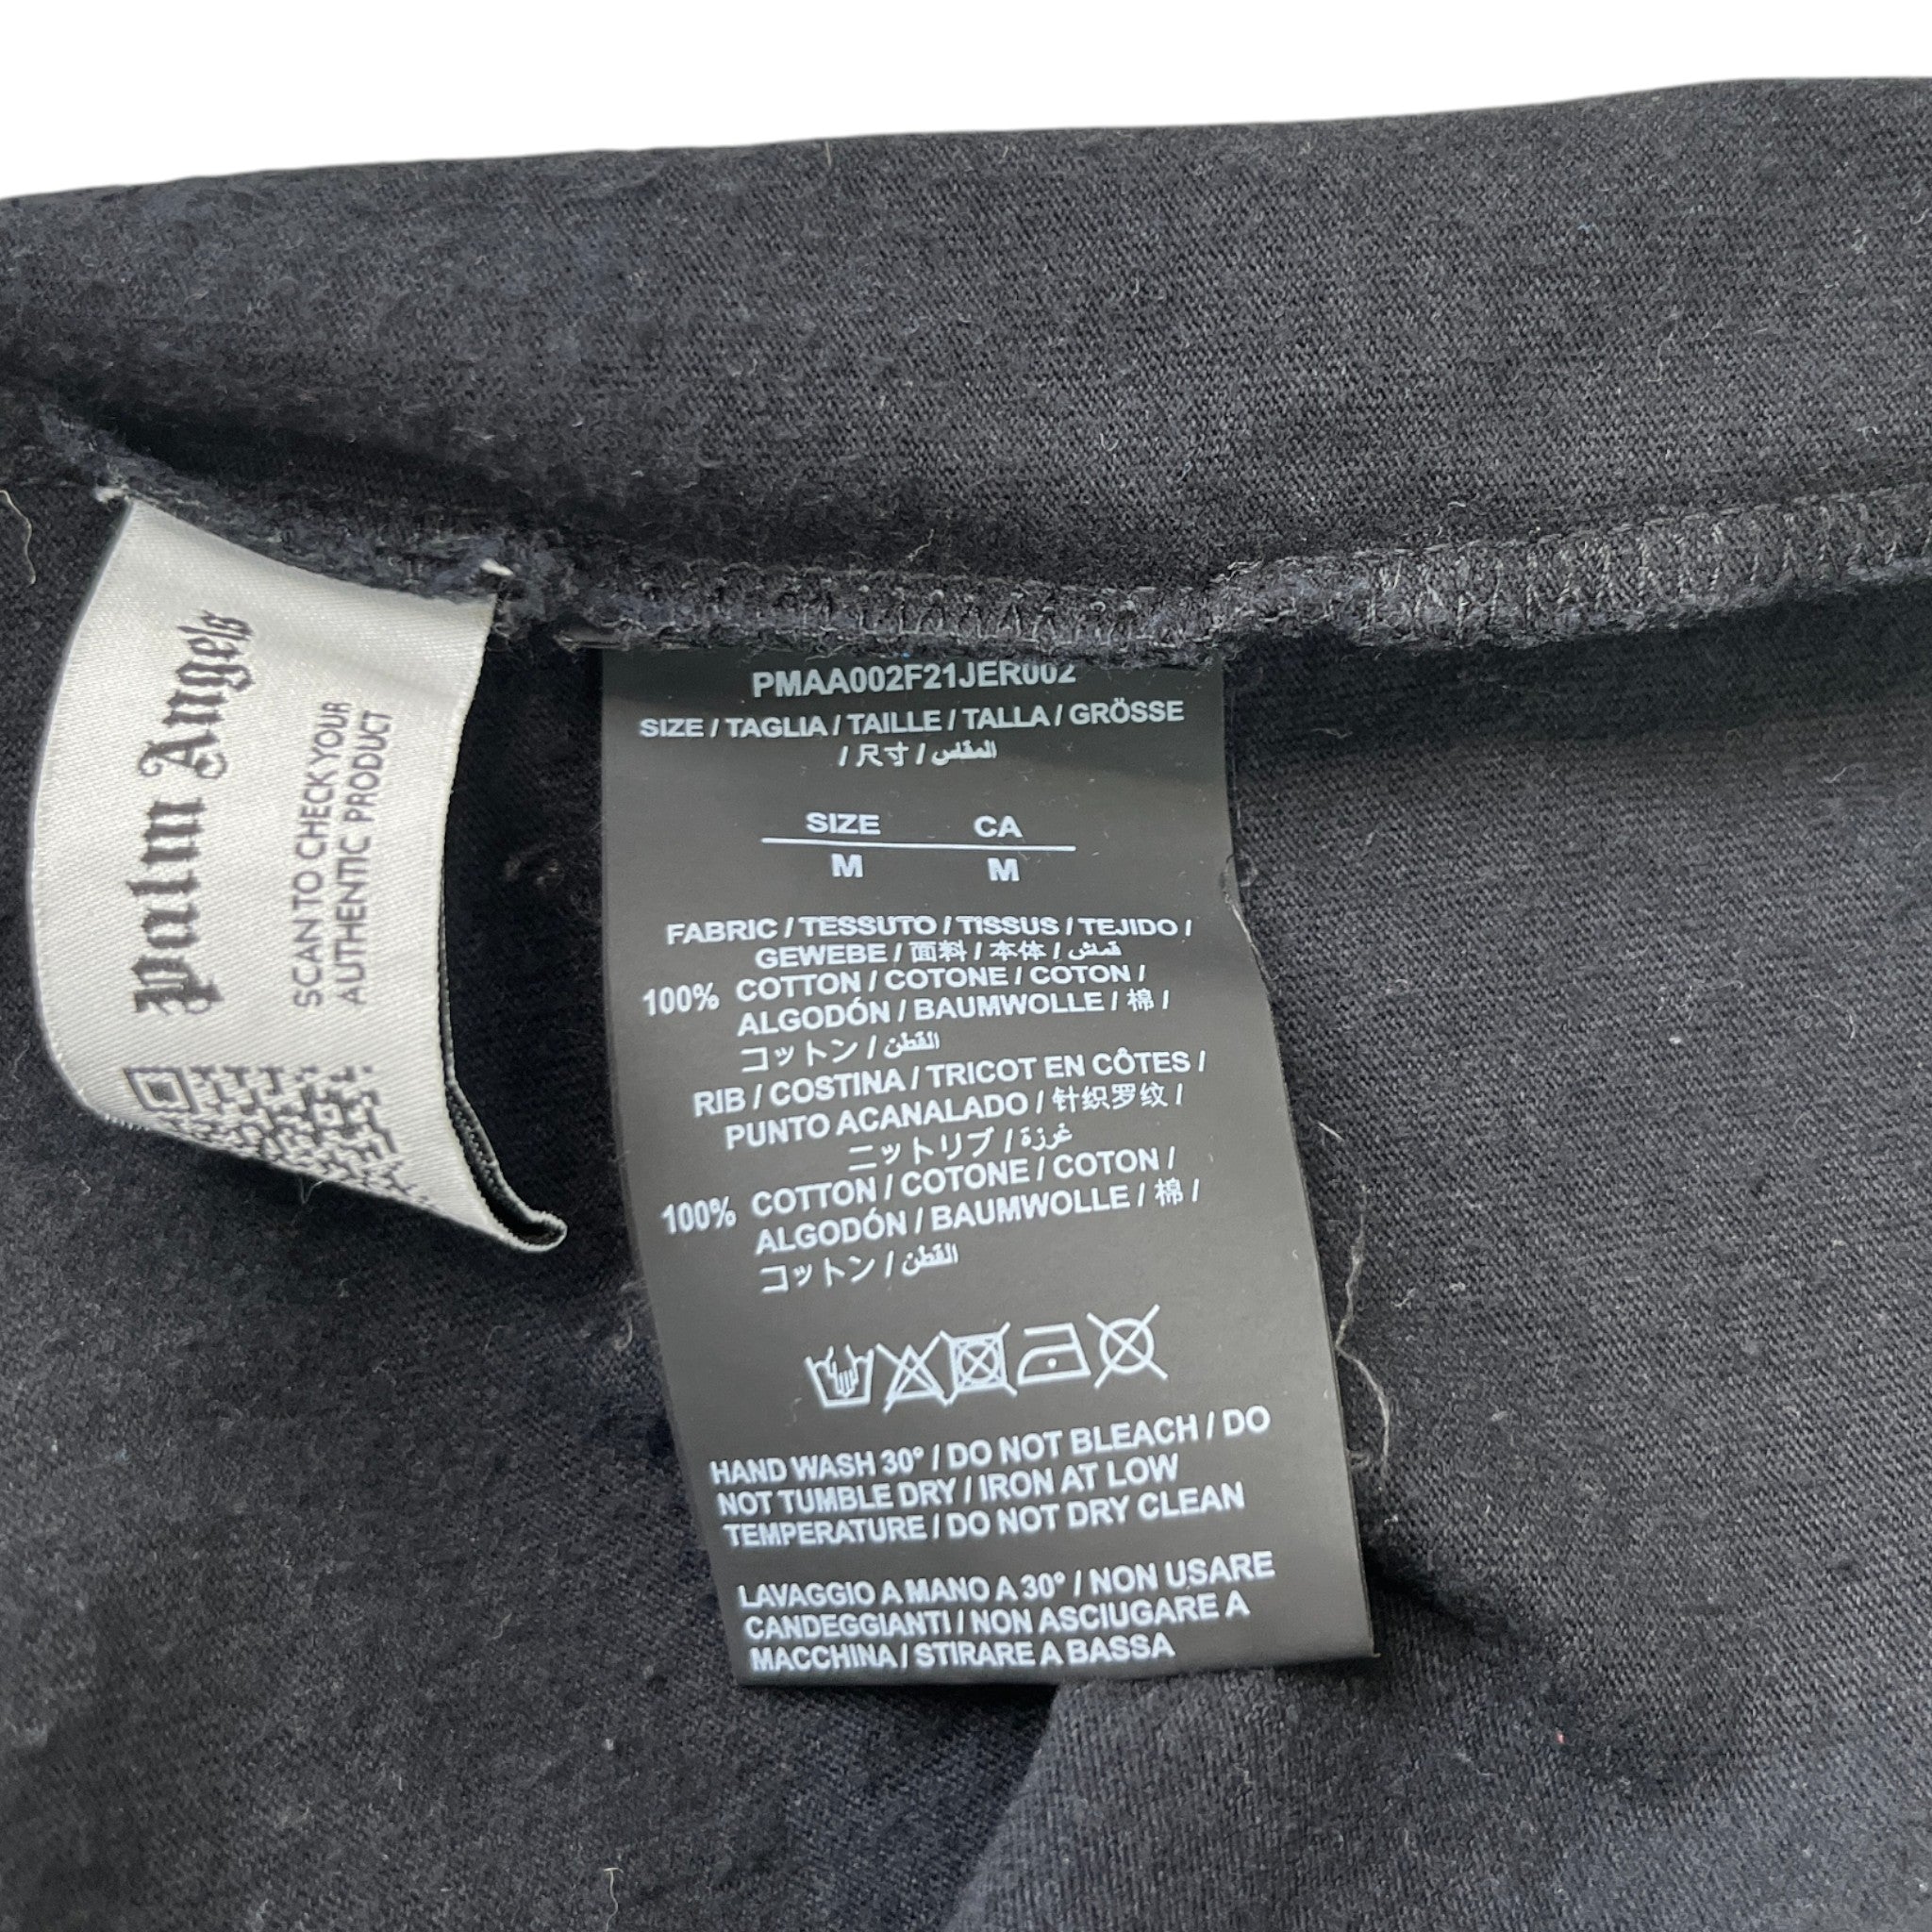 Palm Angels
SCAN TO CHECK YOUR
AUTHENTIC PRODUCT
PMAA002F21JER002
SIZE / TAGLIA / TAILLE / TALLA / GRÖSSE
/ 尺寸 / المقاس
SIZE CA
M M
FABRIC / TESSUTO / TISSUS / TEJIDO /
GEWEBE / 面料 / 本体 / قماش
100% COTTON / COTONE / COTON /
ALGODÓN / BAUMWOLLE / 棉 /
コットン / القطن
RIB / COSTINA / TRICOT EN CÔTES /
PUNTO ACANALADO / 针织罗纹 /
ニットリブ / غرزة
100% COTTON / COTONE / COTON /
ALGODÓN / BAUMWOLLE / 棉 /
コットン / القطن
HAND WASH 30° / DO NOT BLEACH / DO
NOT TUMBLE DRY / IRON AT LOW
TEMPERATURE / DO NOT DRY CLEAN
LAVAGGIO A MANO A 30° / NON USARE
CANDEGGIANTI / NON ASCIUGARE A
MACCHINA / STIRARE A BASSA